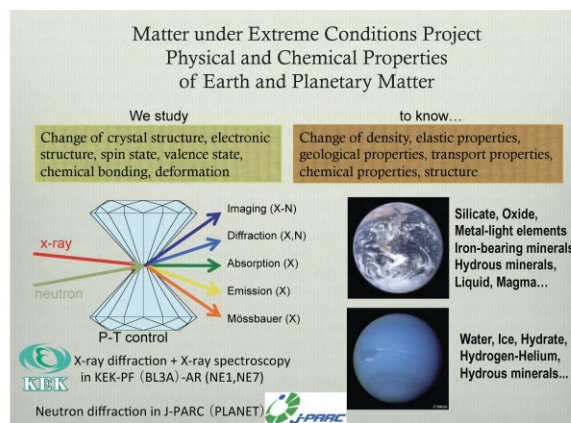 Matter under Extreme Conditions Project
Physical and Chemical Properties
of Earth and Planetary Matter
We study
Change of crystal structure, electronic
structure, spin state, valence state,
chemical bonding, deformation
to know…
Change of density, elastic properties,
geological properties, transport properties,
chemical properties, structure
x-ray
neutron
Imaging (X-N)
Diffraction (X,N)
Absorption (X)
Emission (X)
Mössbauer (X)
P-T control
Silicate, Oxide,
Metal-light elements
Iron-bearing minerals
Hydrous minerals,
Liquid, Magma…
Water, Ice, Hydrate,
Hydrogen-Helium,
Hydrous minerals...
KEK
X-ray diffraction + X-ray spectroscopy
in KEK-PF (BL3A)-AR (NE1,NE7)
Neutron diffraction in J-PARC (PLANET)
J-PARC